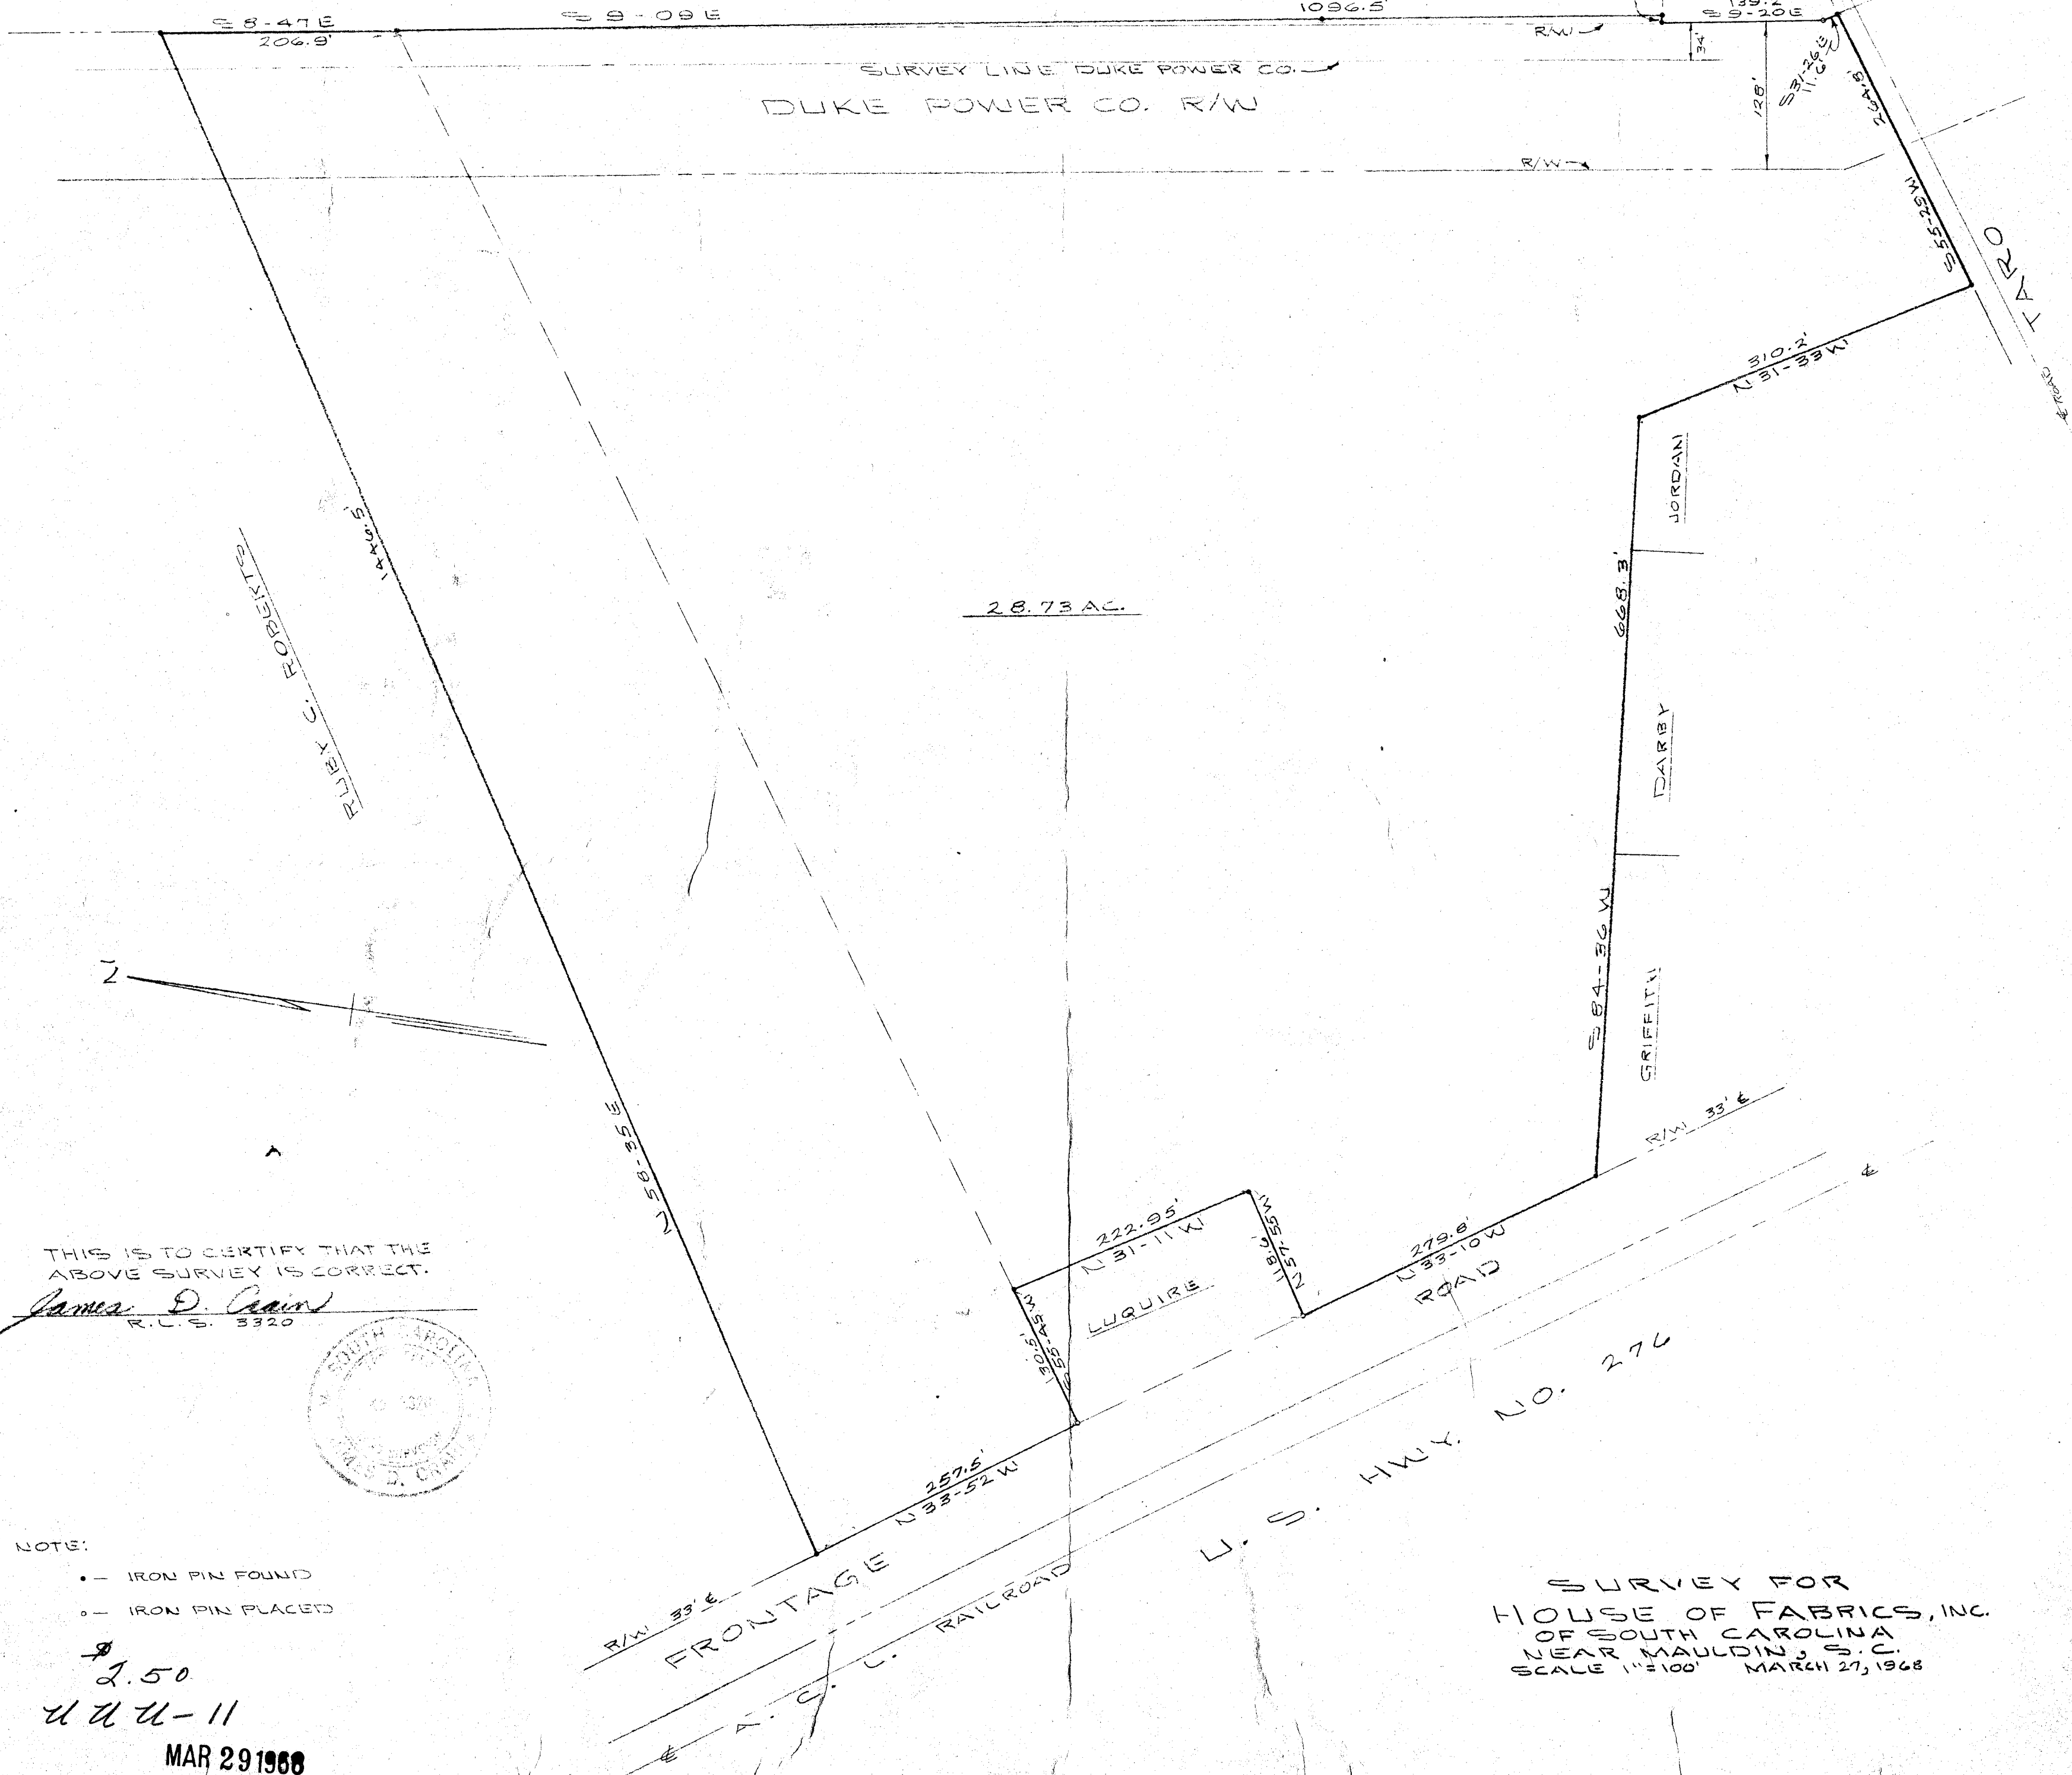 S 8-47 E
206.9'
S 9-09 E
1096.5'
139.2'
S 9-20 E
R/W
34'
SURVEY LINE DUKE POWER CO.
DUKE POWER CO. R/W
128'
S 31-26 E
11.6'
264.8'
R/W
S 55-29 W
TARO
℄ ROAD
310.2'
N 31-33 W
JORDAN
1446.5'
RUBY C. ROBERTS
668.3'
28.73 AC.
DARBY
S 84-36 W
GRIFFITH
N 58-35 E
R/W 33' ℄
℄
222.95'
N 31-11 W
118.6'
N 57-55 W
279.8'
N 33-10 W
ROAD
LUQUIRE
130.5'
S 55-45 W
THIS IS TO CERTIFY THAT THE
ABOVE SURVEY IS CORRECT.
James D. Crain
R.L.S. 3320
SOUTH CAROLINA
D. CRAIN
257.5'
N 33-52 W
U. S. HWY. NO. 276
R/W 33' ℄
FRONTAGE
℄ A. C. L. RAILROAD
NOTE:
• — IRON PIN FOUND
o — IRON PIN PLACED
$
2.50
UUU-11
MAR 29 1968
SURVEY FOR
HOUSE OF FABRICS, INC.
OF SOUTH CAROLINA
NEAR MAULDIN, S.C.
SCALE 1"=100' MARCH 27, 1968